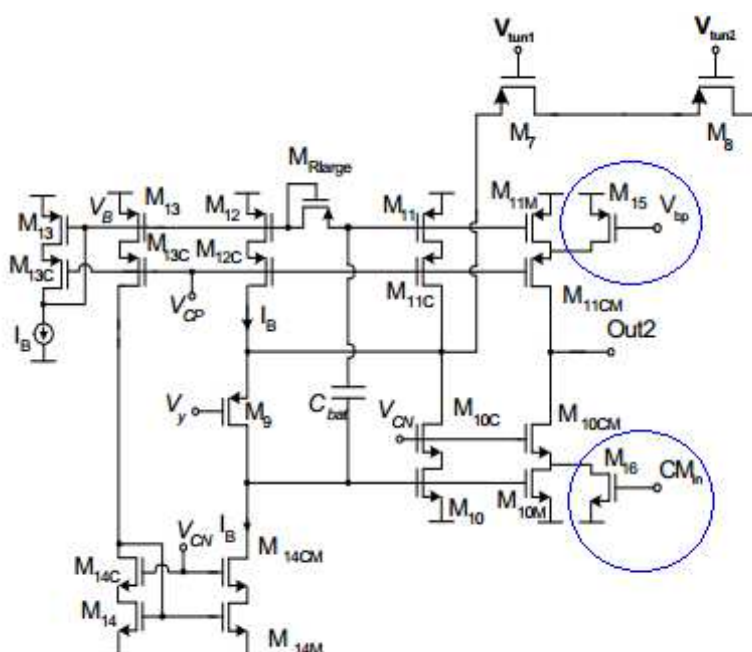 Vtun1
Vtun2
M7
M8
MRlarge
M13
VB
M13
M12
M11
M11M
M15
Vbp
M13C
M13C
M12C
M11C
M11CM
VCP
IB
IB
Out2
Vy
M9
Cbat
VCN
M10C
M10CM
M16
CMin
M10
M10M
VCN
IB
M14CM
M14C
M14
M14M